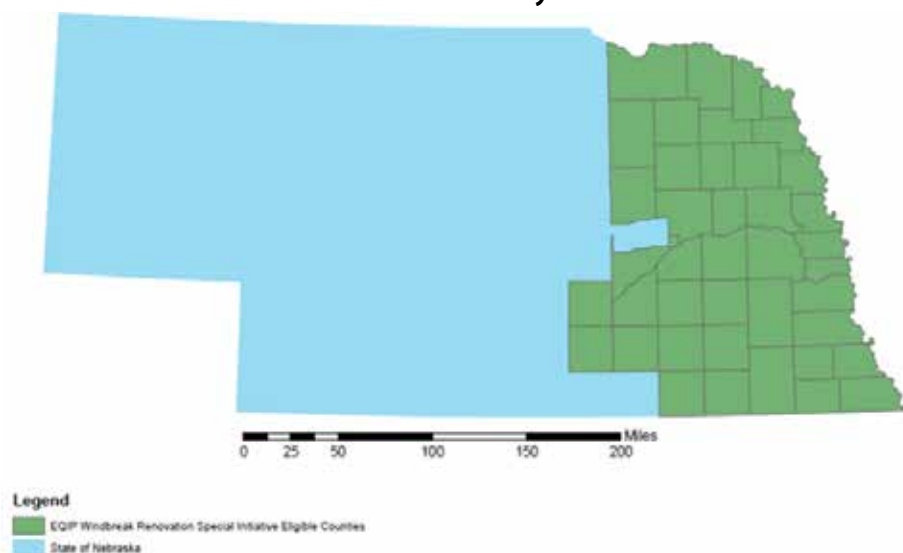 Miles
0 25 50 100 150 200
Legend
EQIP Windbreak Renovation Special Initiative Eligible Counties
State of Nebraska